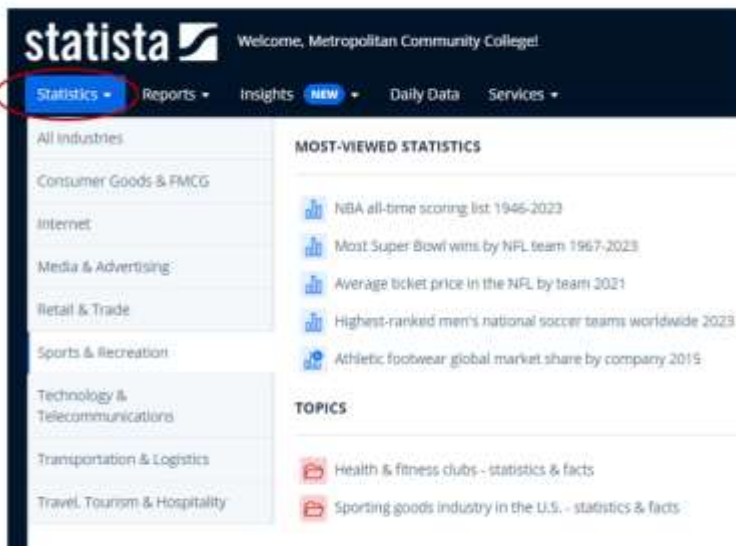 statista
Welcome, Metropolitan Community College!
Statistics
Reports
Insights NEW
Daily Data
Services
All Industries
Consumer Goods & FMCG
Internet
Media & Advertising
Retail & Trade
Sports & Recreation
Technology &
Telecommunications
Transportation & Logistics
Travel, Tourism & Hospitality
MOST-VIEWED STATISTICS
NBA all-time scoring list 1946-2023
Most Super Bowl wins by NFL team 1967-2023
Average ticket price in the NFL by team 2021
Highest-ranked men's national soccer teams worldwide 2023
Athletic footwear global market share by company 2015
TOPICS
Health & fitness clubs - statistics & facts
Sporting goods industry in the U.S. - statistics & facts